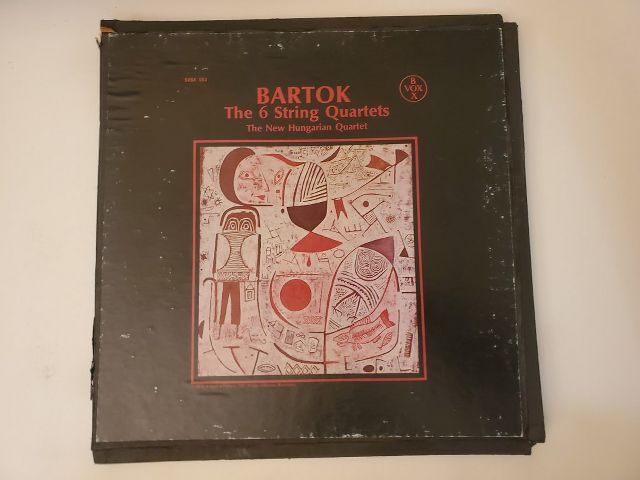 BARTOK
The 6 String Quartets
The New Hungarian Quartet
B
VOX
X